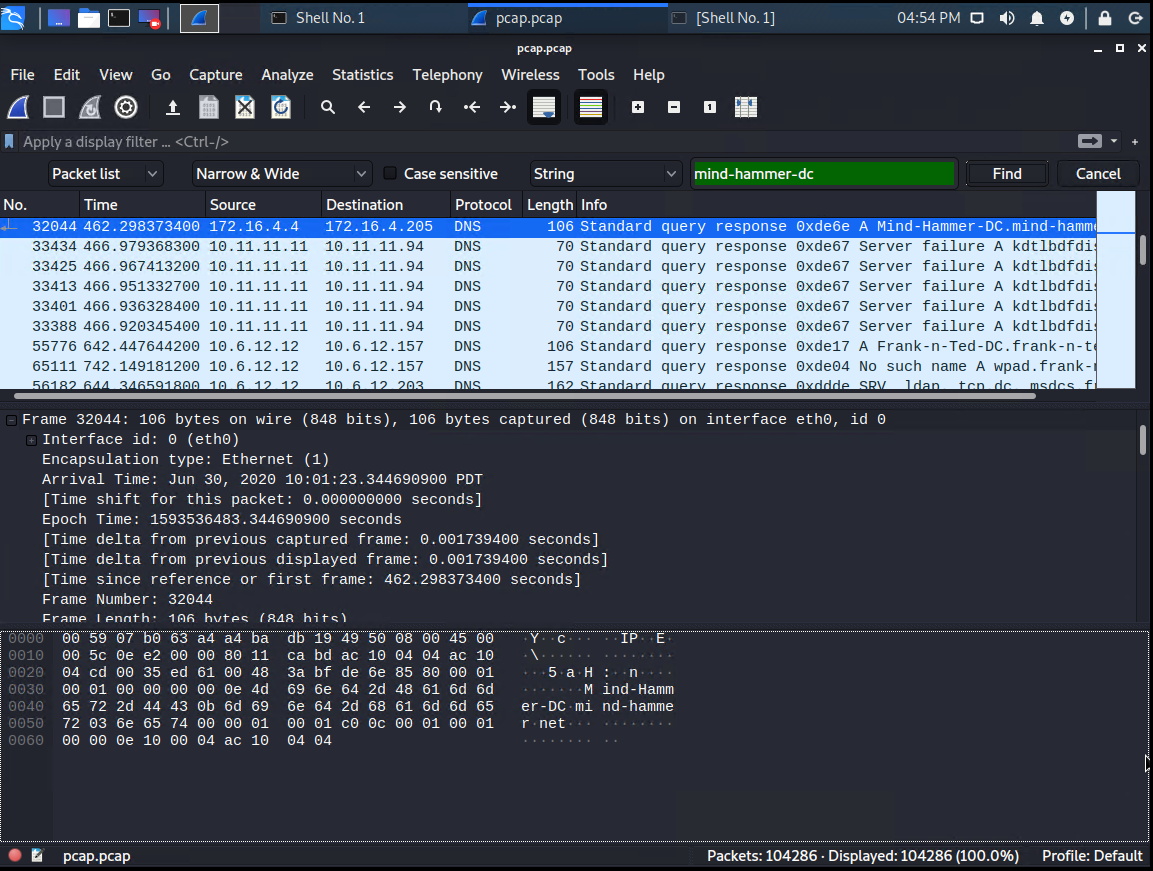 Shell No. 1 pcap.pcap [Shell No. 1] 04:54 PM
pcap.pcap
File Edit View Go Capture Analyze Statistics Telephony Wireless Tools Help
Apply a display filter … <Ctrl-/>
Packet list Narrow & Wide Case sensitive String mind-hammer-dc Find Cancel
No. Time Source Destination Protocol Length Info
32044 462.298373400 172.16.4.4 172.16.4.205 DNS 106 Standard query response 0xde6e A Mind-Hammer-DC.mind-hamme
33434 466.979368300 10.11.11.11 10.11.11.94 DNS 70 Standard query response 0xde67 Server failure A kdtlbdfdis
33425 466.967413200 10.11.11.11 10.11.11.94 DNS 70 Standard query response 0xde67 Server failure A kdtlbdfdis
33413 466.951332700 10.11.11.11 10.11.11.94 DNS 70 Standard query response 0xde67 Server failure A kdtlbdfdis
33401 466.936328400 10.11.11.11 10.11.11.94 DNS 70 Standard query response 0xde67 Server failure A kdtlbdfdis
33388 466.920345400 10.11.11.11 10.11.11.94 DNS 70 Standard query response 0xde67 Server failure A kdtlbdfdis
55776 642.447644200 10.6.12.12 10.6.12.157 DNS 106 Standard query response 0xde17 A Frank-n-Ted-DC.frank-n-te
65111 742.149181200 10.6.12.12 10.6.12.157 DNS 157 Standard query response 0xde04 No such name A wpad.frank-n
56182 644.346591800 10.6.12.12 10.6.12.203 DNS 162 Standard query response 0xddde SRV _ldap._tcp.dc._msdcs.fr
Frame 32044: 106 bytes on wire (848 bits), 106 bytes captured (848 bits) on interface eth0, id 0
Interface id: 0 (eth0)
Encapsulation type: Ethernet (1)
Arrival Time: Jun 30, 2020 10:01:23.344690900 PDT
[Time shift for this packet: 0.000000000 seconds]
Epoch Time: 1593536483.344690900 seconds
[Time delta from previous captured frame: 0.001739400 seconds]
[Time delta from previous displayed frame: 0.001739400 seconds]
[Time since reference or first frame: 462.298373400 seconds]
Frame Number: 32044
Frame Length: 106 bytes (848 bits)
0000 00 59 07 b0 63 a4 a4 ba db 19 49 50 08 00 45 00 ·Y··c··· ··IP··E·
0010 00 5c 0e e2 00 00 80 11 ca bd ac 10 04 04 ac 10 ·\······ ········
0020 04 cd 00 35 ed 61 00 48 3a bf de 6e 85 80 00 01 ···5·a·H :··n····
0030 00 01 00 00 00 00 0e 4d 69 6e 64 2d 48 61 6d 6d ·······M ind-Hamm
0040 65 72 2d 44 43 0b 6d 69 6e 64 2d 68 61 6d 6d 65 er-DC·mi nd-hamme
0050 72 03 6e 65 74 00 00 01 00 01 c0 0c 00 01 00 01 r·net··· ········
0060 00 00 0e 10 00 04 ac 10 04 04 ········ ··
pcap.pcap Packets: 104286 · Displayed: 104286 (100.0%) Profile: Default